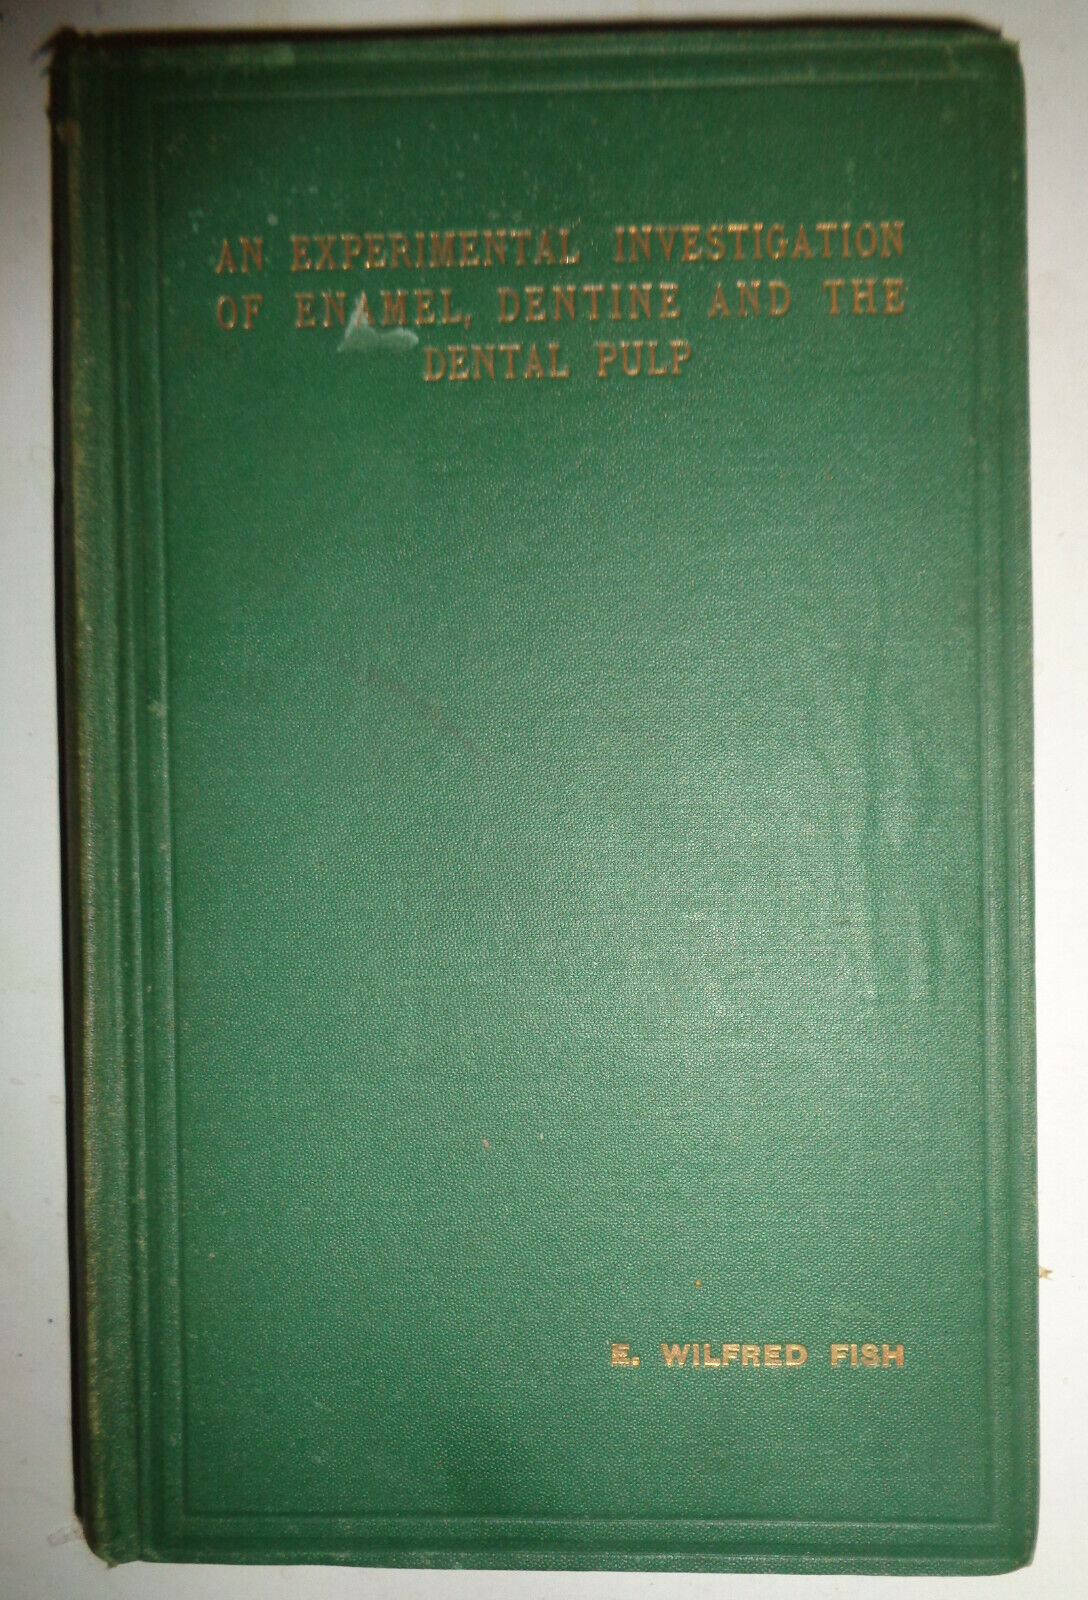 AN EXPERIMENTAL INVESTIGATION
OF ENAMEL, DENTINE AND THE
DENTAL PULP
E. WILFRED FISH